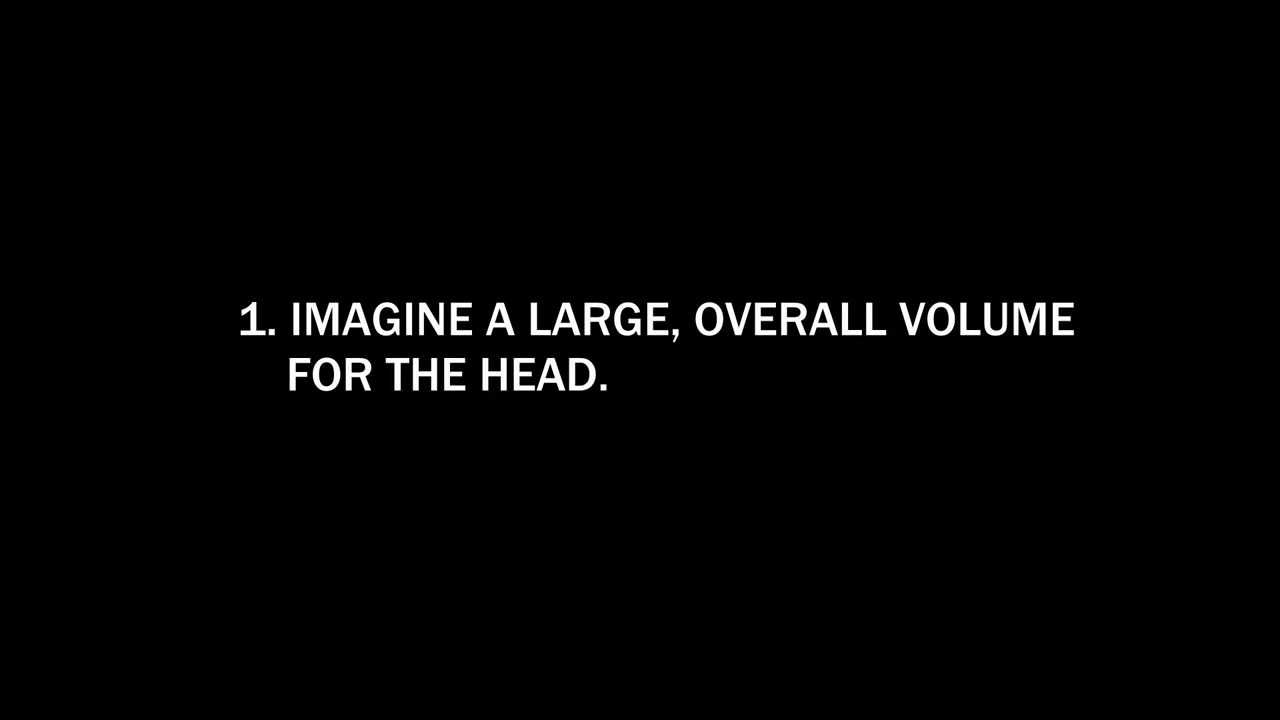 1. IMAGINE A LARGE, OVERALL VOLUME
FOR THE HEAD.